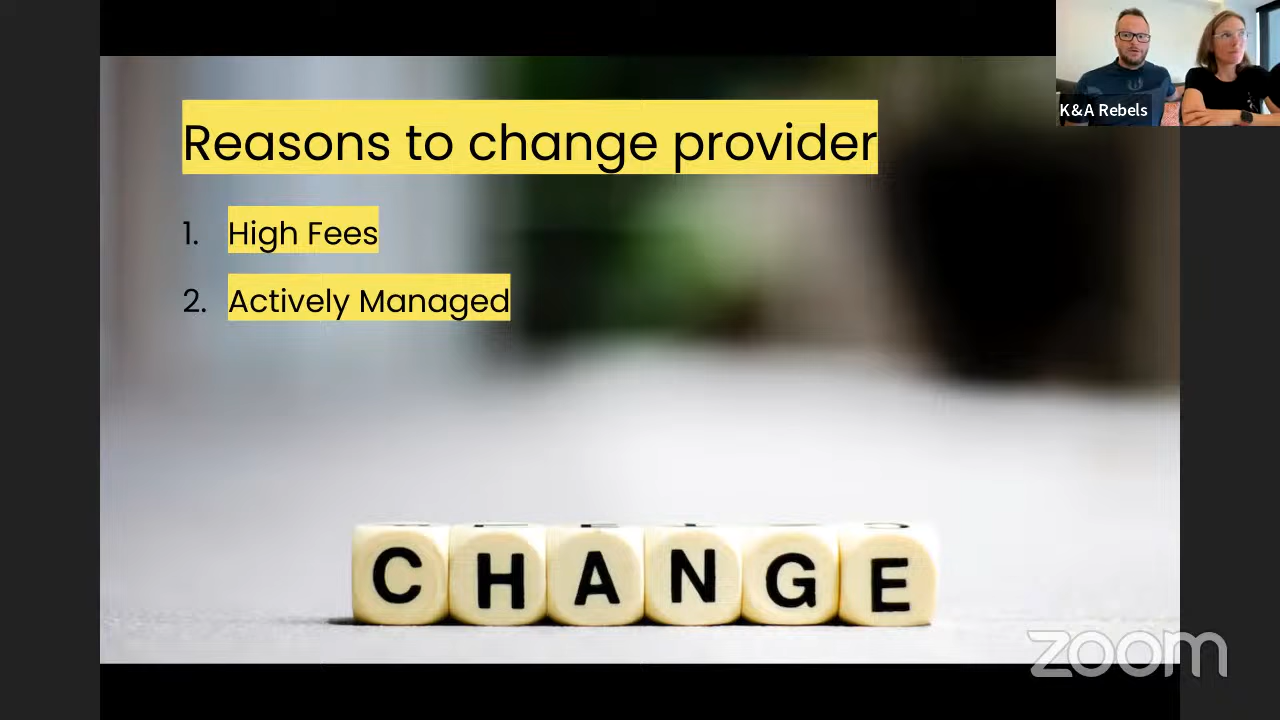 Reasons to change provider
1. High Fees
2. Actively Managed
CHANGE
K&A Rebels
zoom